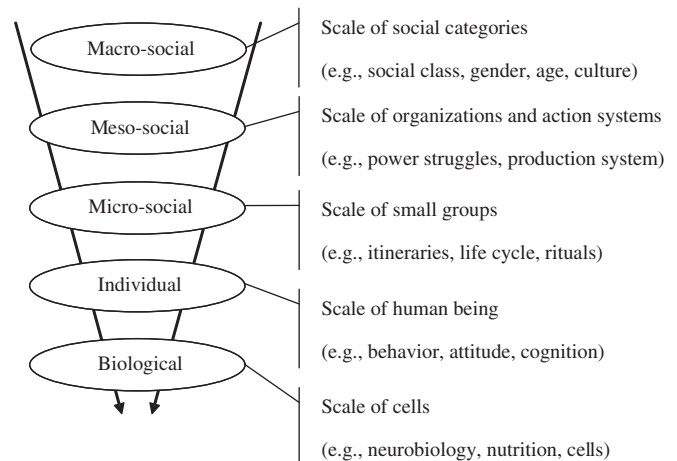 Macro-social
Scale of social categories
(e.g., social class, gender, age, culture)
Meso-social
Scale of organizations and action systems
(e.g., power struggles, production system)
Micro-social
Scale of small groups
(e.g., itineraries, life cycle, rituals)
Individual
Scale of human being
(e.g., behavior, attitude, cognition)
Biological
Scale of cells
(e.g., neurobiology, nutrition, cells)